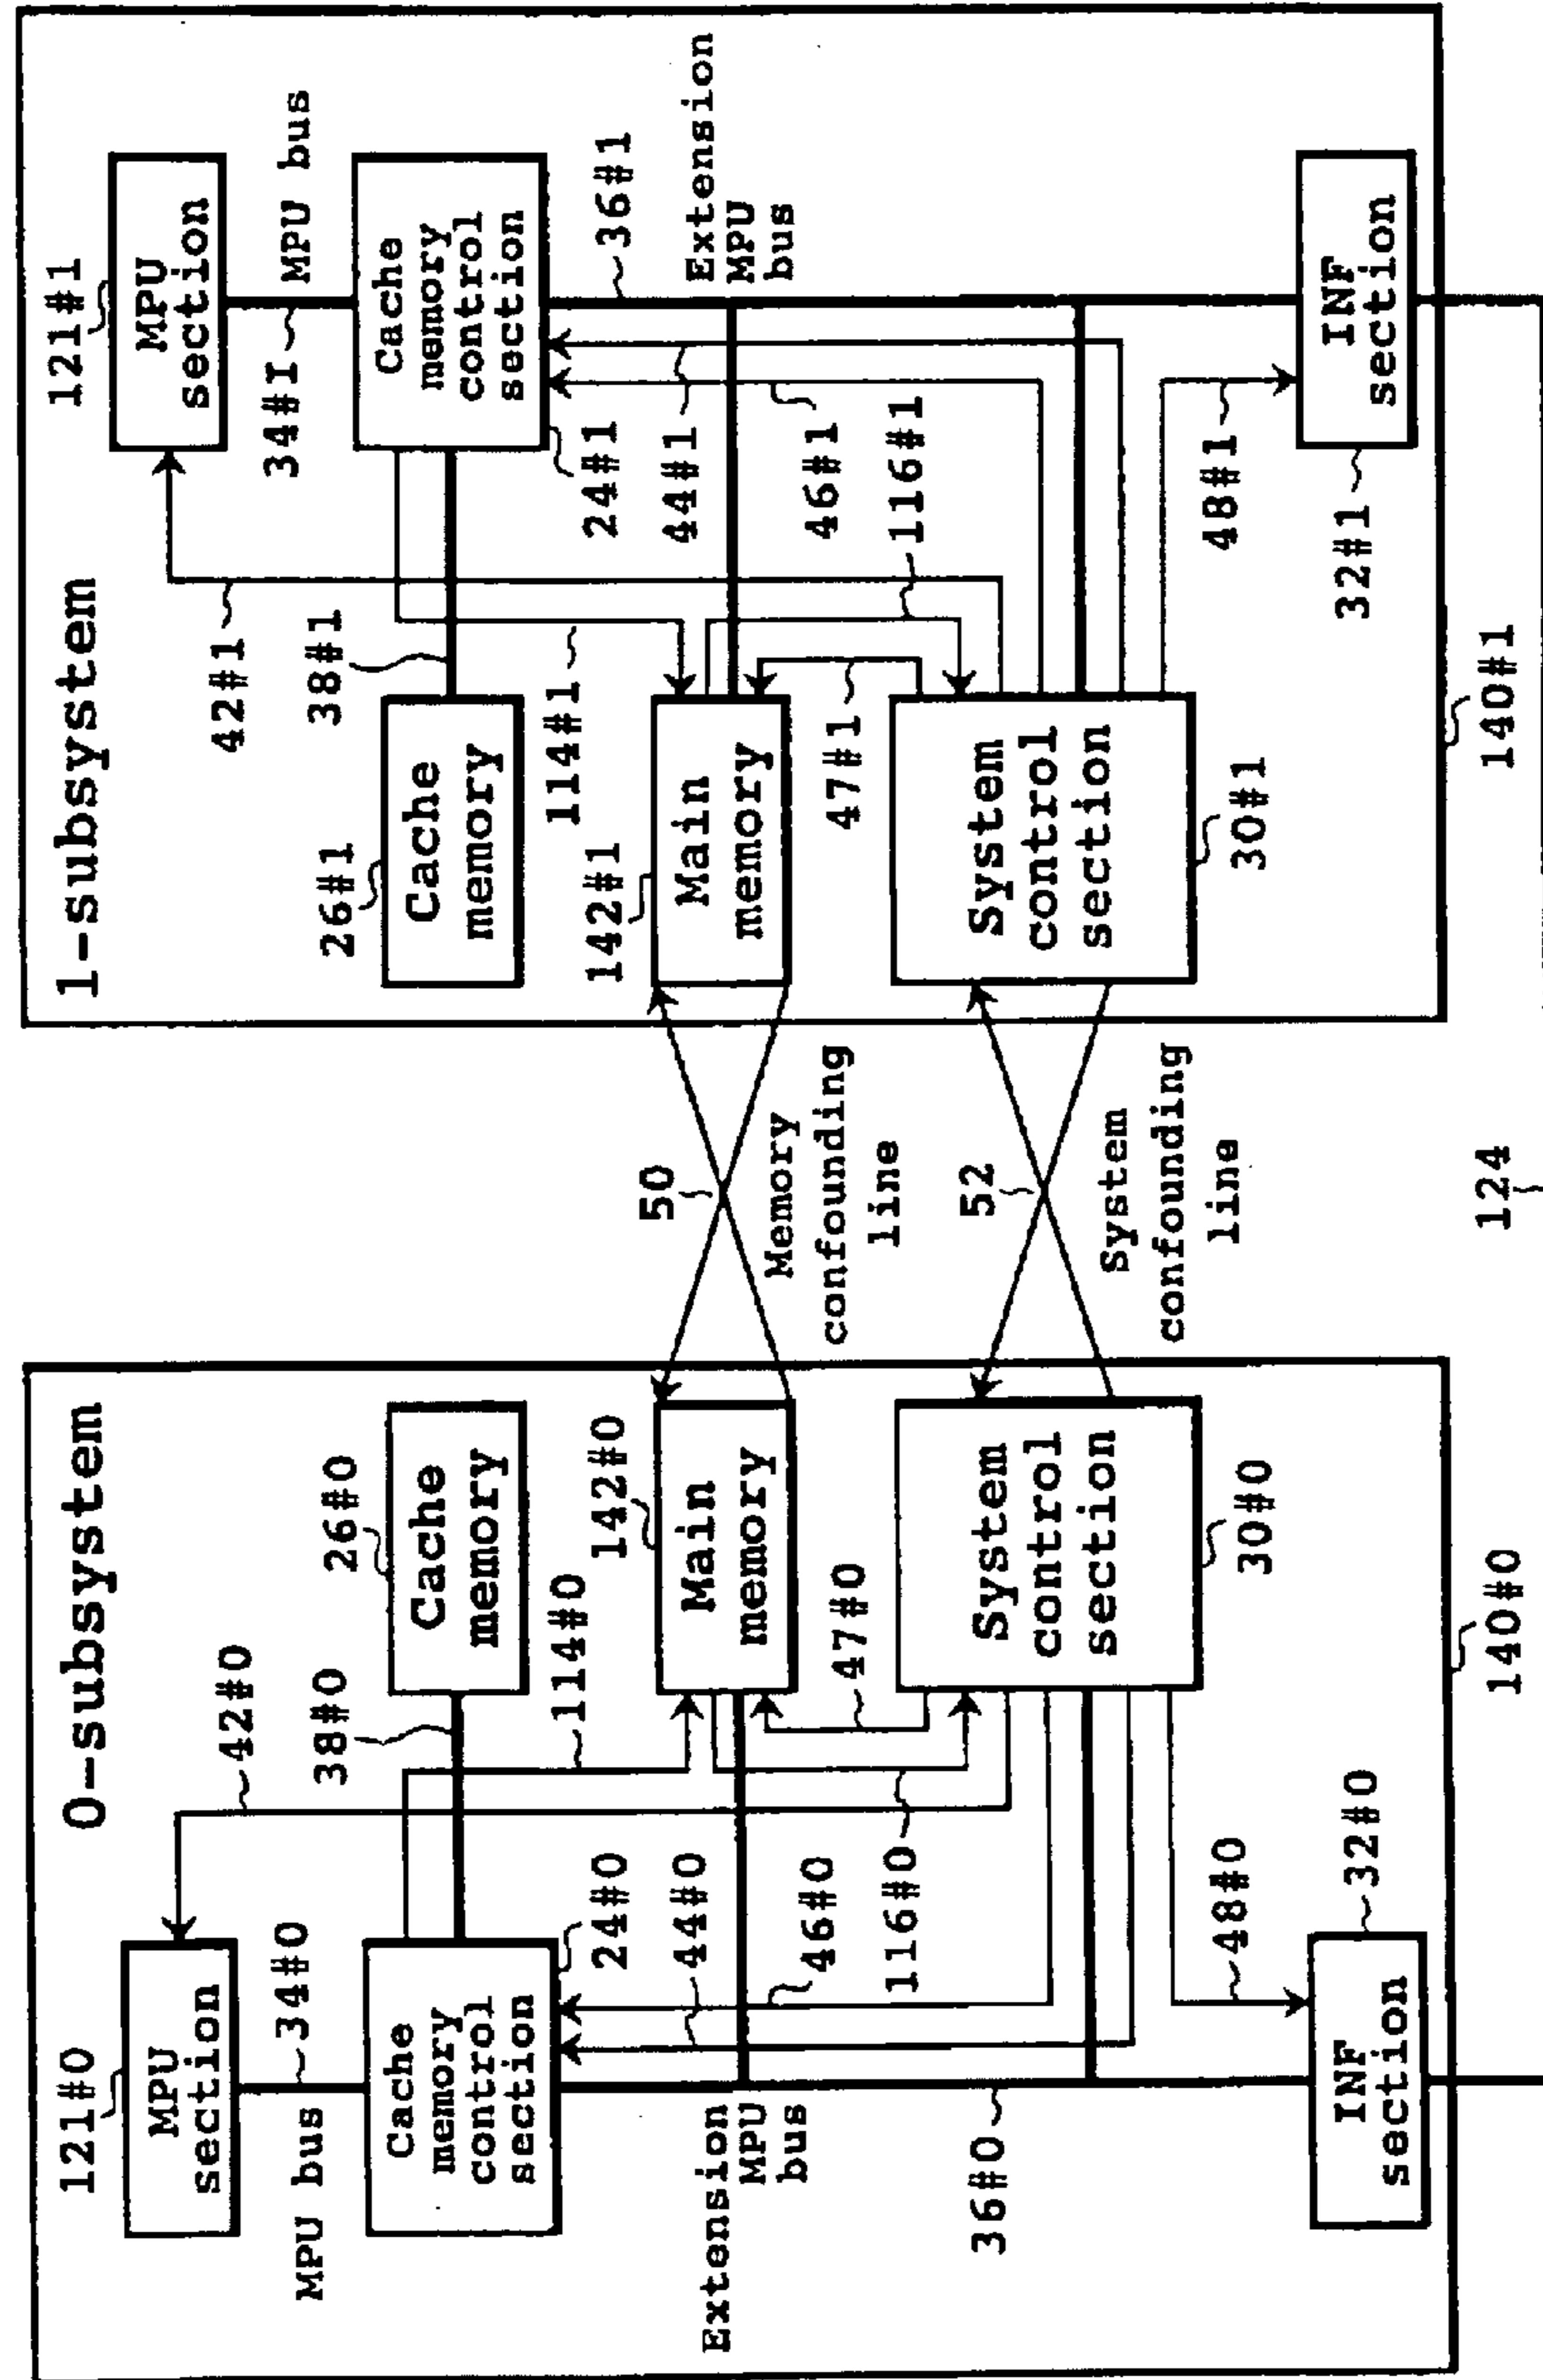 0-subsystem
121#0
MPU
section
MPU bus
34#0
42#0
Cache
memory
control
section
24#0
38#0
26#0
Cache
memory
114#0
44#0
46#0
116#0
142#0
Main
memory
47#0
Extension
MPU
bus
36#0
System
control
section
30#0
48#0
INF
section
32#0
140#0
50
Memory
confounding
line
52
System
confounding
line
124
1-subsystem
121#1
MPU
section
34#I
MPU bus
42#1
38#1
26#1
Cache
memory
Cache
memory
control
section
24#1
114#1
44#1
46#1
116#1
142#1
Main
memory
47#1
36#1
Extension
MPU
bus
System
control
section
30#1
48#1
INF
section
32#1
140#1